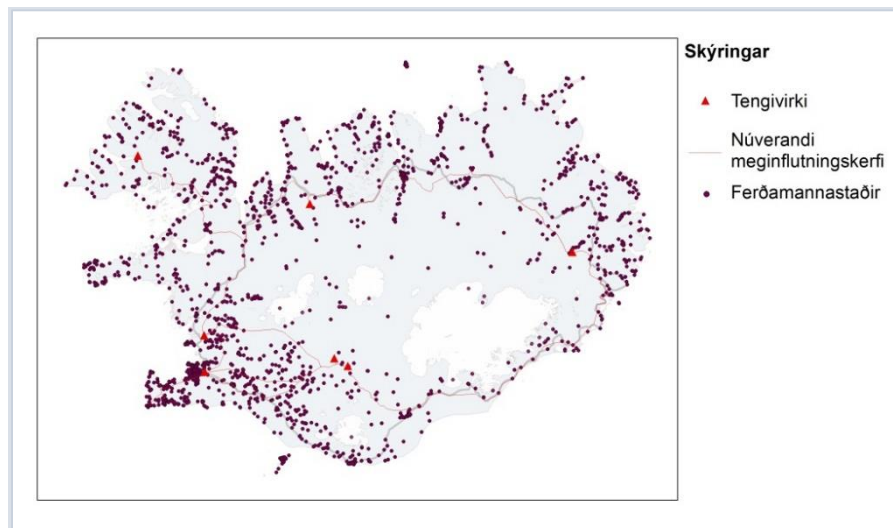 Skýringar
Tengivirki
Núverandi
meginflutningskerfi
Ferðamannastaðir